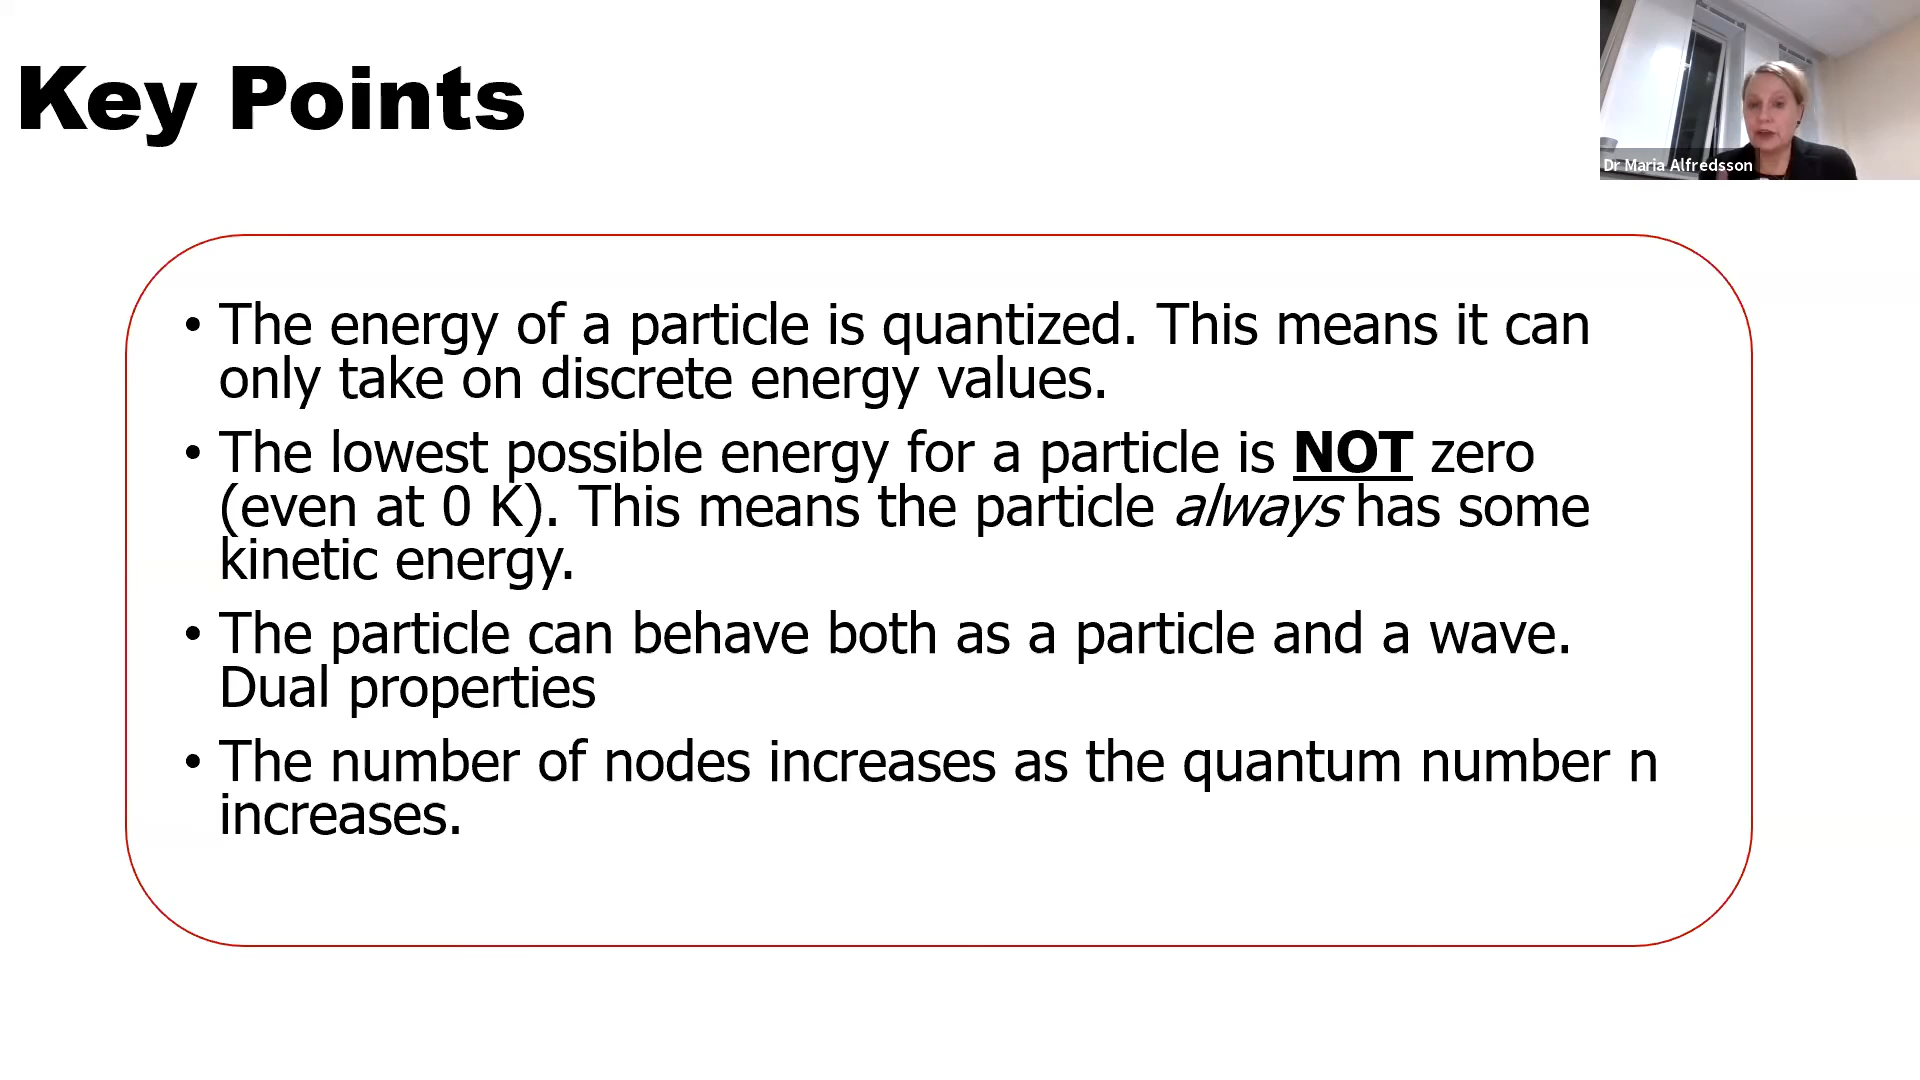 Key Points
Dr Maria Alfredsson
• The energy of a particle is quantized. This means it can
only take on discrete energy values.
• The lowest possible energy for a particle is NOT zero
(even at 0 K). This means the particle always has some
kinetic energy.
• The particle can behave both as a particle and a wave.
Dual properties
• The number of nodes increases as the quantum number n
increases.